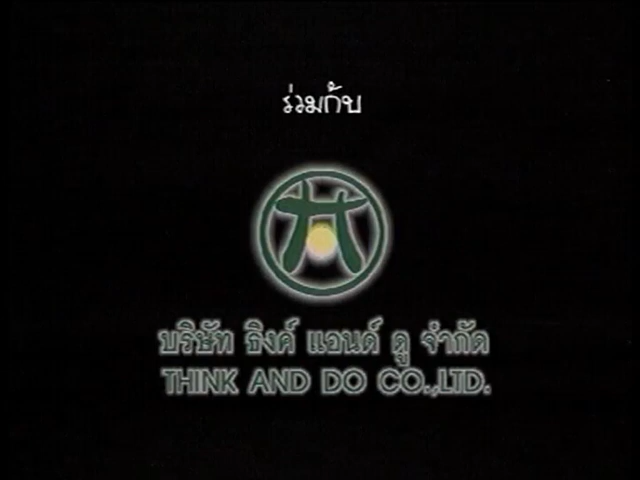 ร่วมกับ
บริษัท ธิงค์ แอนด์ ดู จำกัด
THINK AND DO CO.,LTD.